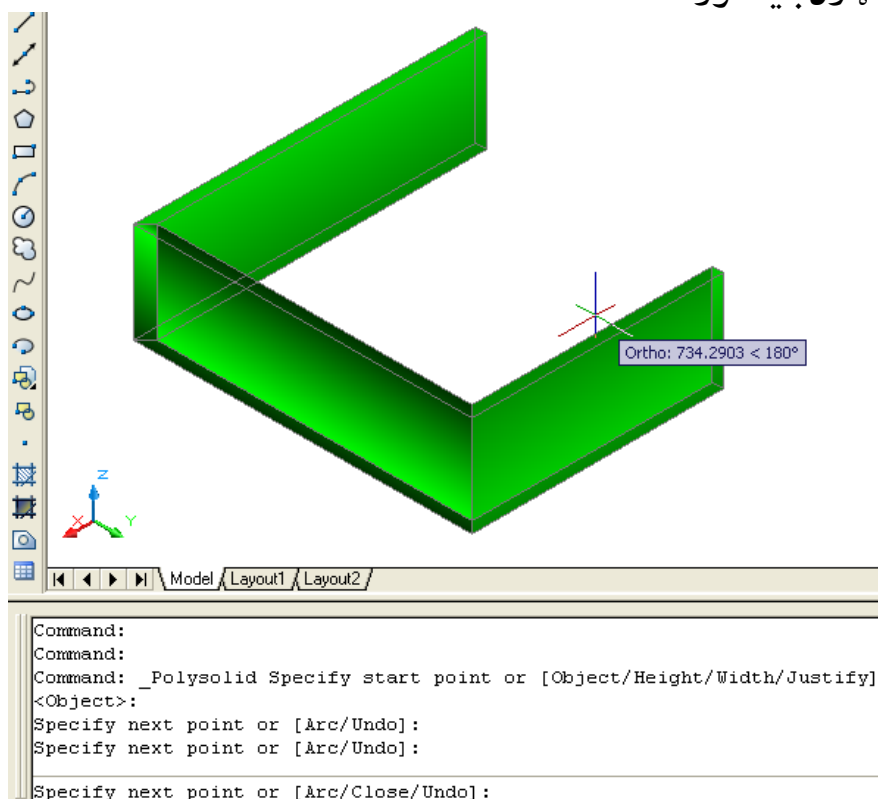 Ortho: 734.2903 < 180°
Z
X
Y
Model Layout1 Layout2
Command:
Command:
Command: _Polysolid Specify start point or [Object/Height/Width/Justify]
<Object>:
Specify next point or [Arc/Undo]:
Specify next point or [Arc/Undo]:
Specify next point or [Arc/Close/Undo]: